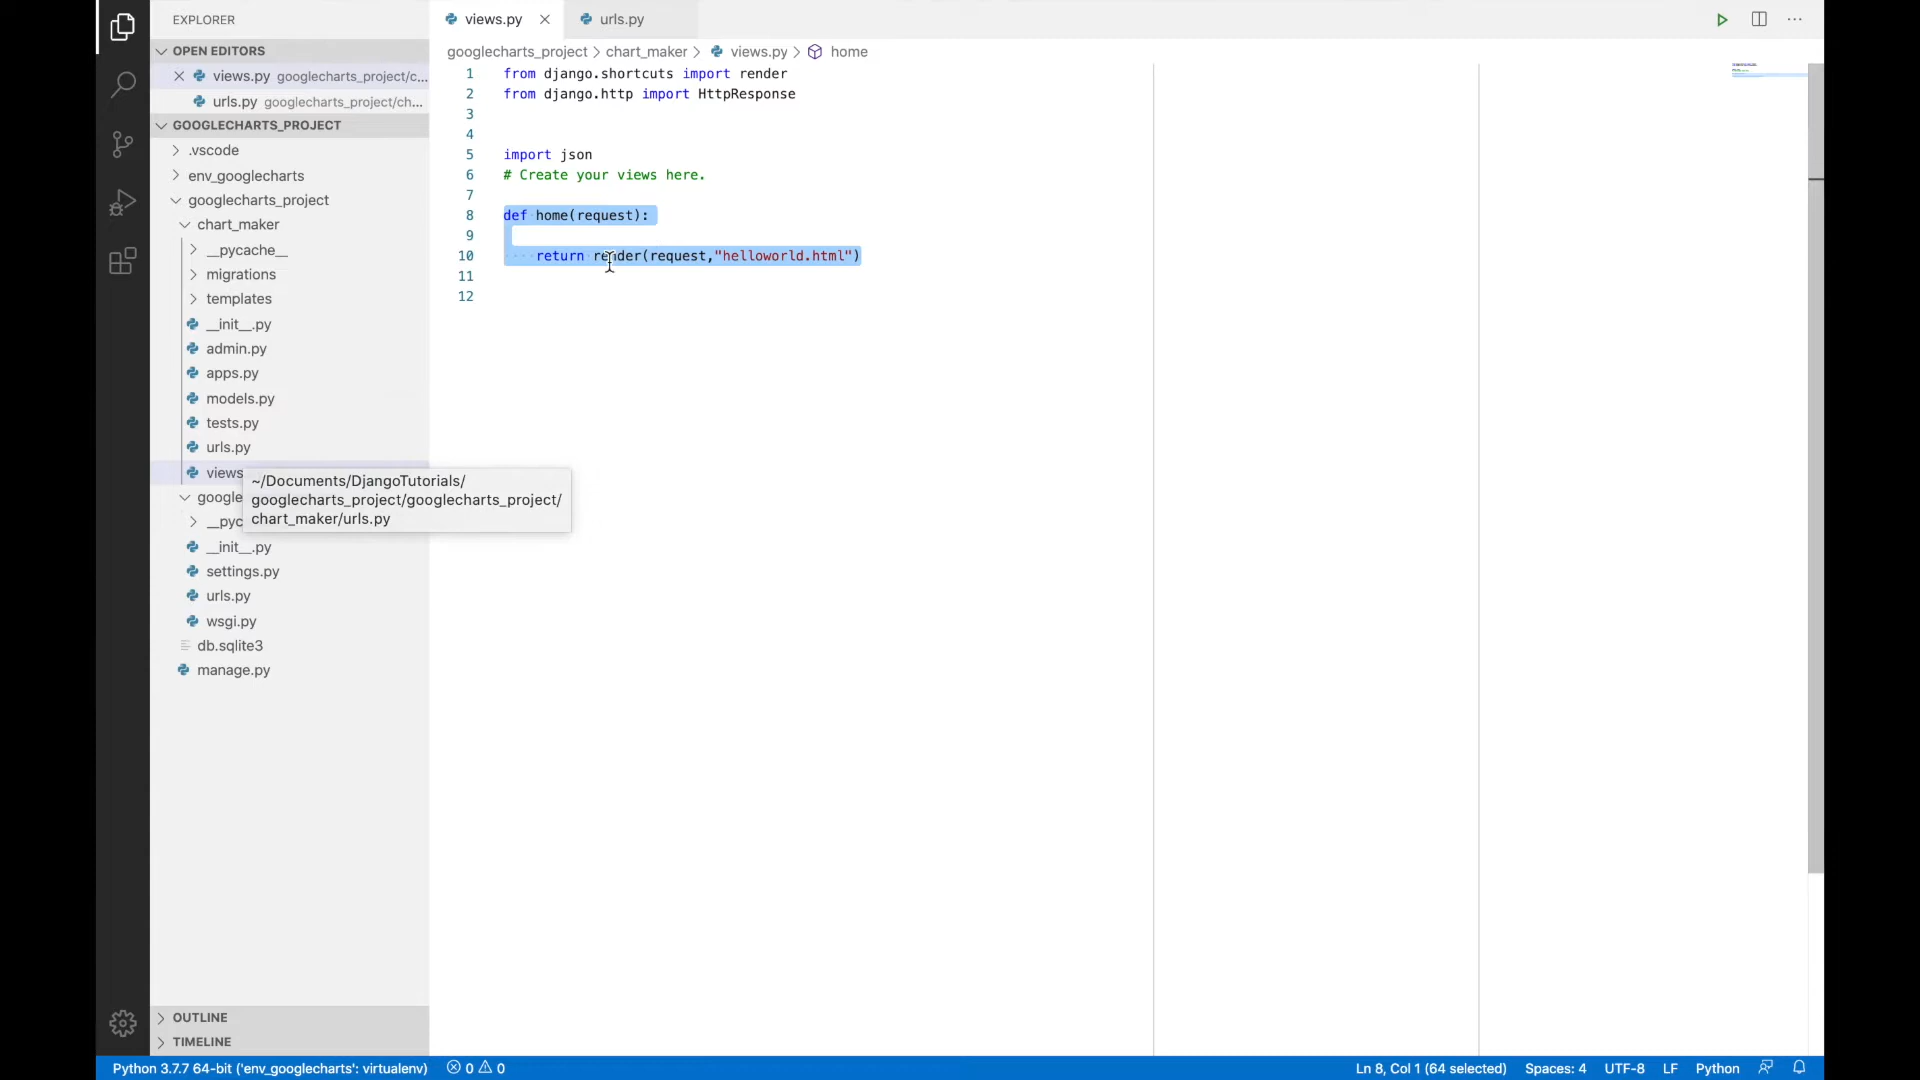 EXPLORER
OPEN EDITORS
views.py googlecharts_project/c...
urls.py googlecharts_project/ch...
GOOGLECHARTS_PROJECT
.vscode
env_googlecharts
googlecharts_project
chart_maker
__pycache__
migrations
templates
__init__.py
admin.py
apps.py
models.py
tests.py
urls.py
views
google
__pyc
__init__.py
settings.py
urls.py
wsgi.py
db.sqlite3
manage.py
~/Documents/DjangoTutorials/
googlecharts_project/googlecharts_project/
chart_maker/urls.py
OUTLINE
TIMELINE
views.py urls.py
googlecharts_project > chart_maker > views.py > home
1 from django.shortcuts import render
2 from django.http import HttpResponse
3
4
5 import json
6 # Create your views here.
7
8 def home(request):
9
10 return render(request,"helloworld.html")
11
12
Python 3.7.7 64-bit ('env_googlecharts': virtualenv) 0 0 Ln 8, Col 1 (64 selected) Spaces: 4 UTF-8 LF Python